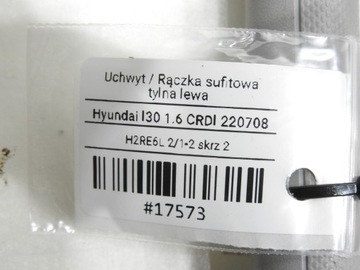 Uchwyt / Rączka sufitowa
tylna lewa
Hyundai I30 1.6 CRDI 220708
H2RE6L 2/1-2 skrz 2
#17573